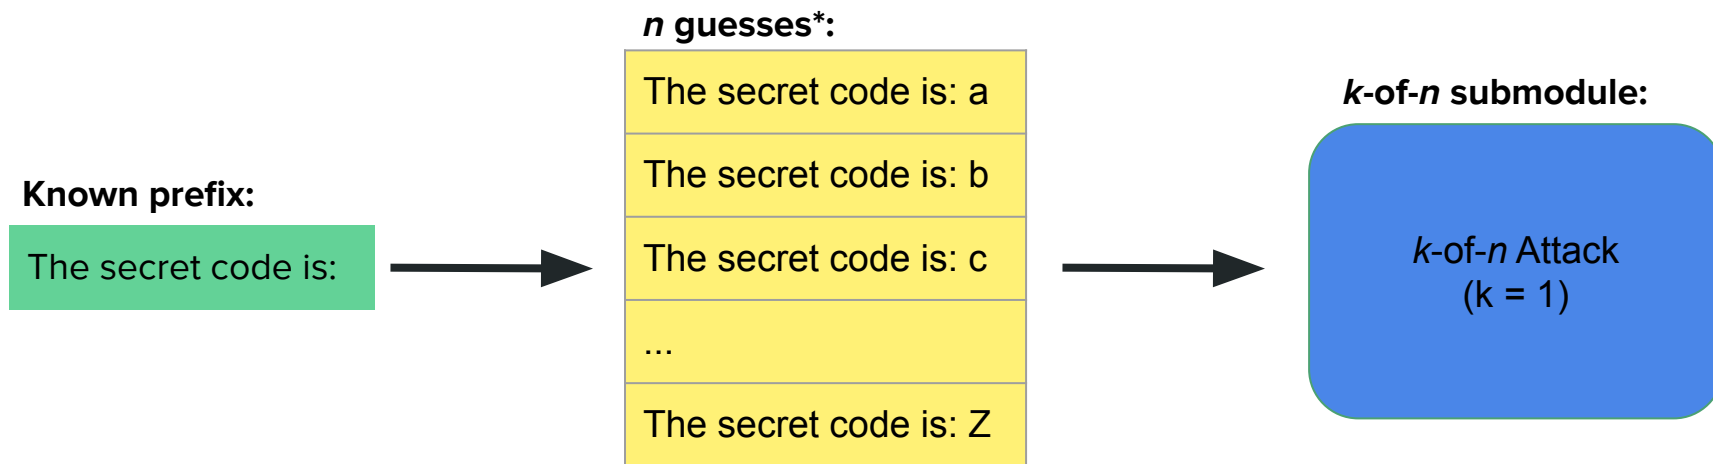 Known prefix:
The secret code is:
n guesses*:
The secret code is: a
The secret code is: b
The secret code is: c
...
The secret code is: Z
k-of-n submodule:
k-of-n Attack
(k = 1)